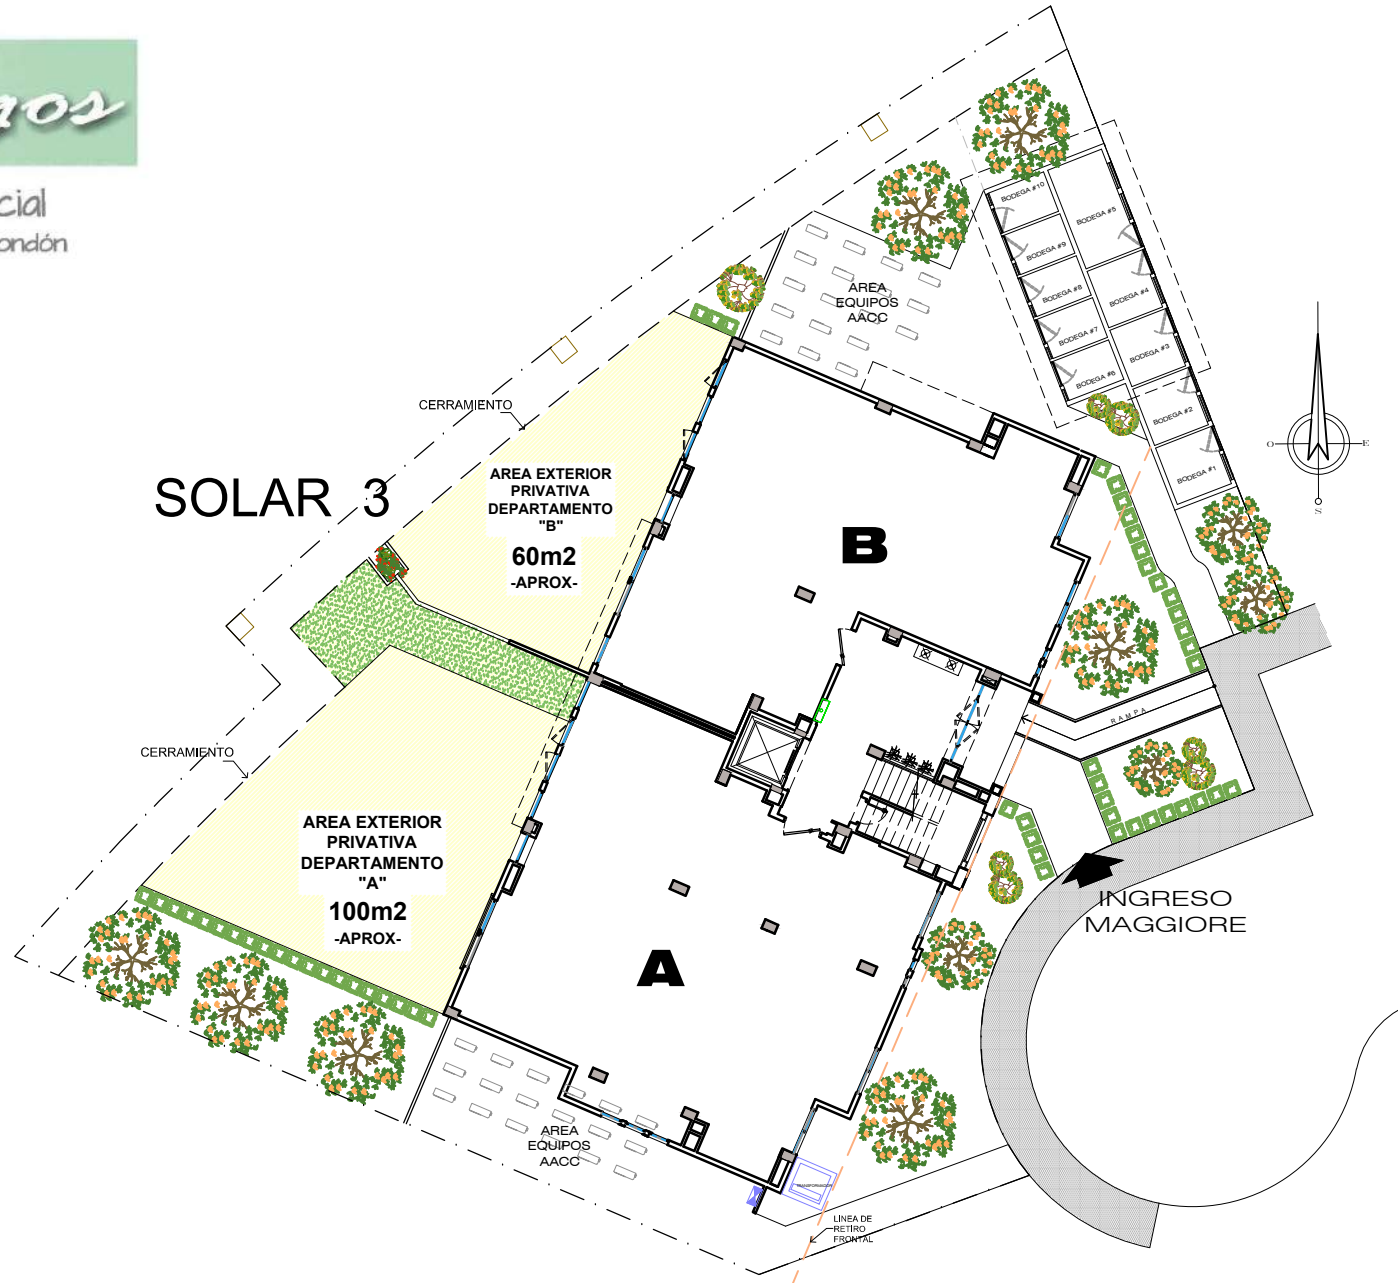 cial
ondón
BODEGA #10
BODEGA #5
BODEGA #9
BODEGA #8
BODEGA #4
BODEGA #7
BODEGA #3
BODEGA #6
BODEGA #2
BODEGA #1
AREA
EQUIPOS
AACC
CERRAMIENTO
SOLAR 3
AREA EXTERIOR
PRIVATIVA
DEPARTAMENTO
"B"
60m2
-APROX-
B
O
E
S
RAMPA
CERRAMIENTO
AREA EXTERIOR
PRIVATIVA
DEPARTAMENTO
"A"
100m2
-APROX-
A
INGRESO
MAGGIORE
AREA
EQUIPOS
AACC
TRANSFORMADOR
LINEA DE
RETIRO
FRONTAL